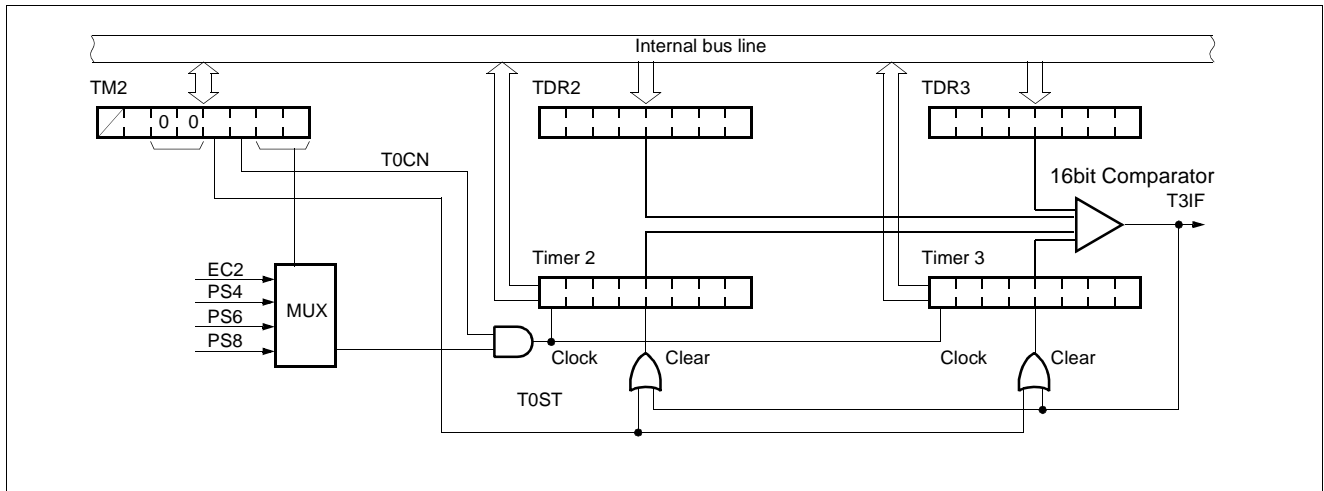 Internal bus line
TM2
TDR2
TDR3
0 0
T0CN
16bit Comparator
T3IF
Timer 2
Timer 3
EC2
PS4
PS6
PS8
MUX
Clock
Clear
Clock
Clear
T0ST